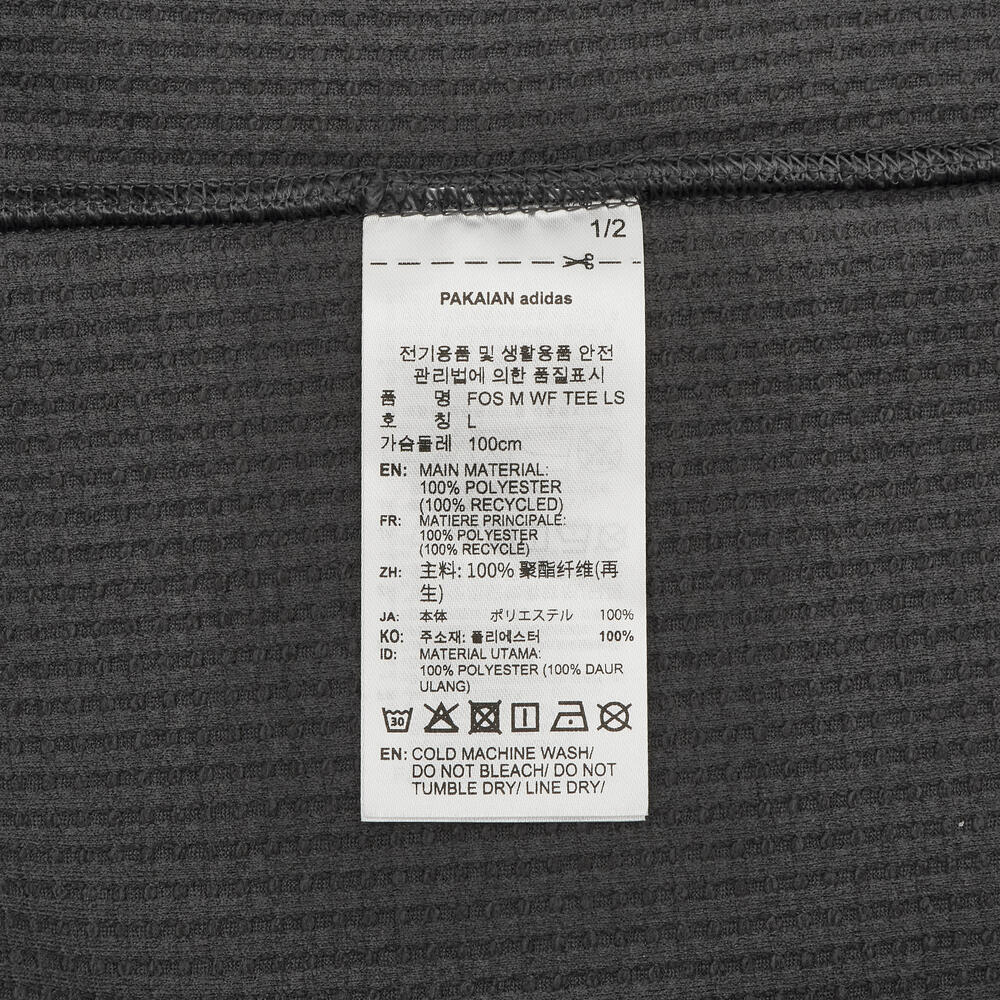 1/2
PAKAIAN adidas
전기용품 및 생활용품 안전
관리법에 의한 품질표시
품 명 FOS M WF TEE LS
호 칭 L
가슴둘레 100cm
EN: MAIN MATERIAL:
100% POLYESTER
(100% RECYCLED)
FR: MATIERE PRINCIPALE:
100% POLYESTER
(100% RECYCLÉ)
ZH: 主料: 100% 聚酯纤维(再
生)
JA: 本体 ポリエステル 100%
KO: 주소재: 폴리에스터 100%
ID: MATERIAL UTAMA:
100% POLYESTER (100% DAUR
ULANG)
30
EN: COLD MACHINE WASH/
DO NOT BLEACH/ DO NOT
TUMBLE DRY/ LINE DRY/